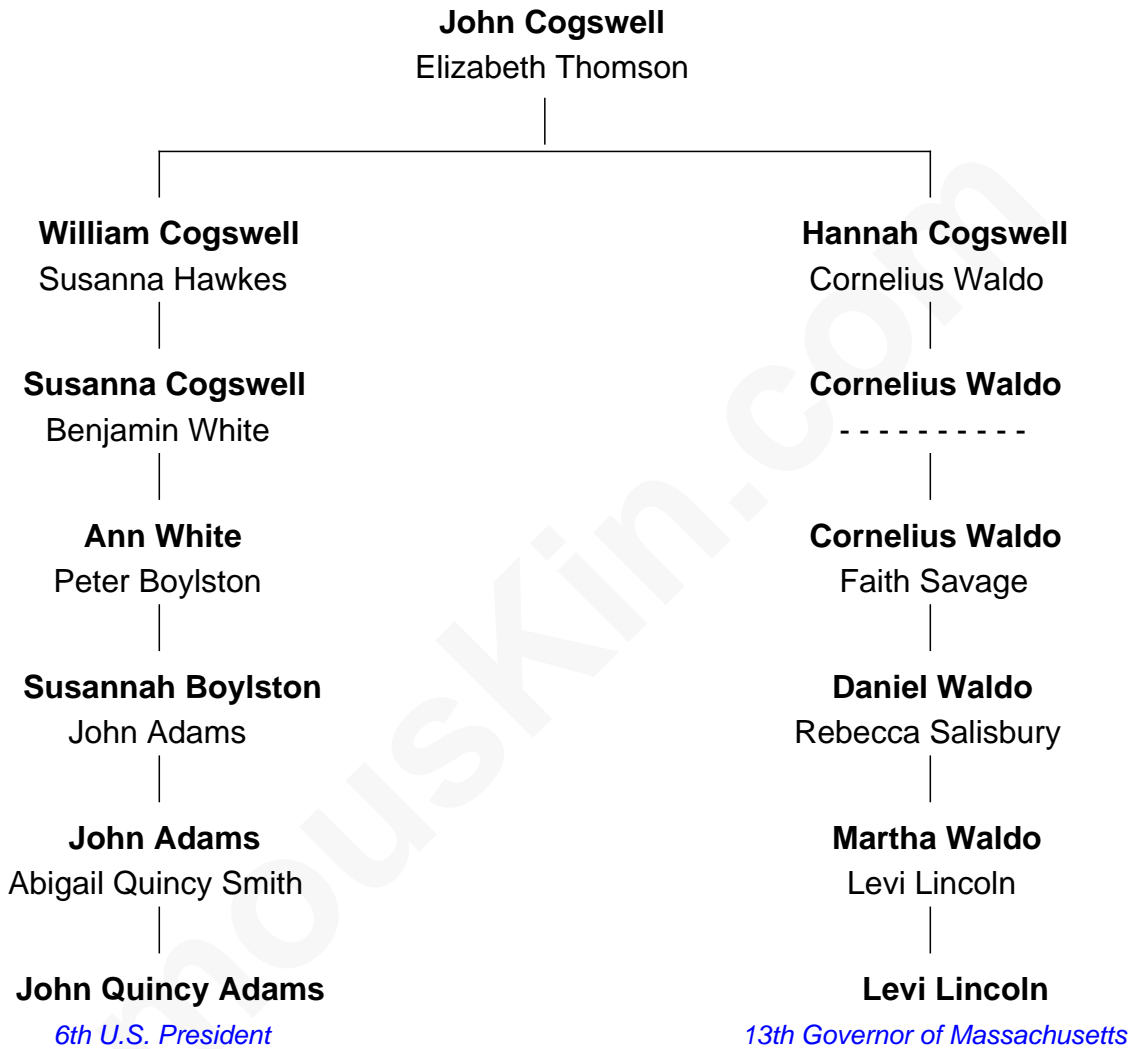 John Cogswell
Elizabeth Thomson
William Cogswell
Susanna Hawkes
Susanna Cogswell
Benjamin White
Ann White
Peter Boylston
Susannah Boylston
John Adams
John Adams
Abigail Quincy Smith
John Quincy Adams
6th U.S. President
Hannah Cogswell
Cornelius Waldo
Cornelius Waldo
- - - - - - - - - -
Cornelius Waldo
Faith Savage
Daniel Waldo
Rebecca Salisbury
Martha Waldo
Levi Lincoln
Levi Lincoln
13th Governor of Massachusetts
mouskin.com